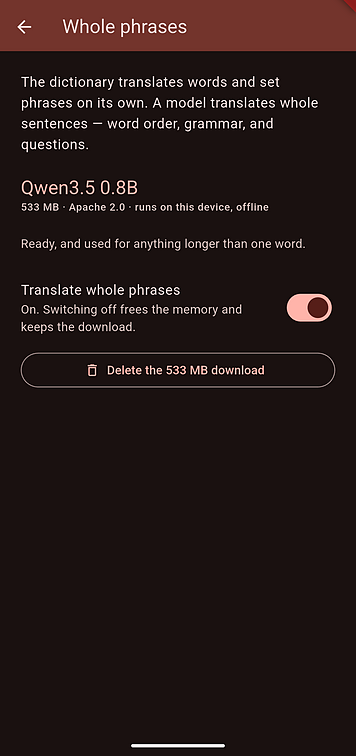 Whole phrases
The dictionary translates words and set
phrases on its own. A model translates whole
sentences — word order, grammar, and
questions.
Qwen3.5 0.8B
533 MB · Apache 2.0 · runs on this device, offline
Ready, and used for anything longer than one word.
Translate whole phrases
On. Switching off frees the memory and
keeps the download.
Delete the 533 MB download